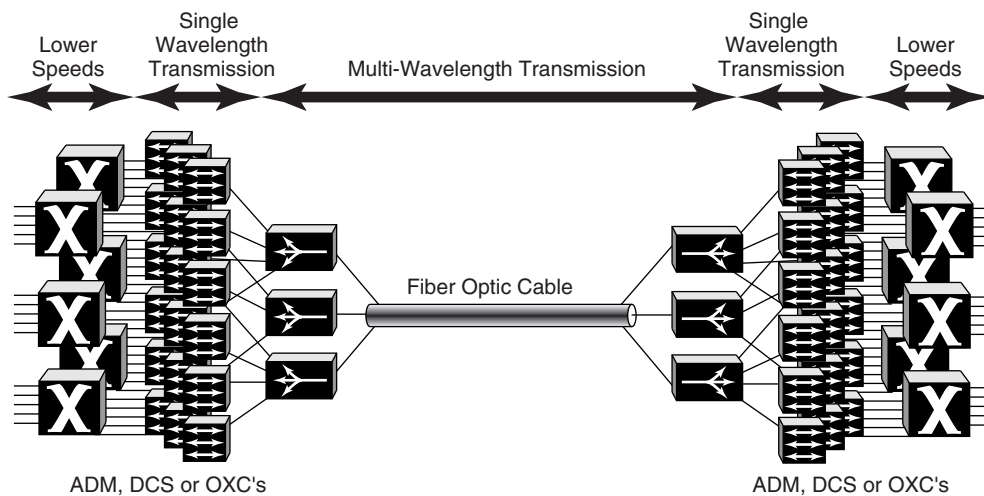 Lower
Speeds
Single
Wavelength
Transmission
Multi-Wavelength Transmission
Single
Wavelength
Transmission
Lower
Speeds
X
X
X
X
X
X
X
X
X
X
Fiber Optic Cable
ADM, DCS or OXC's
ADM, DCS or OXC's